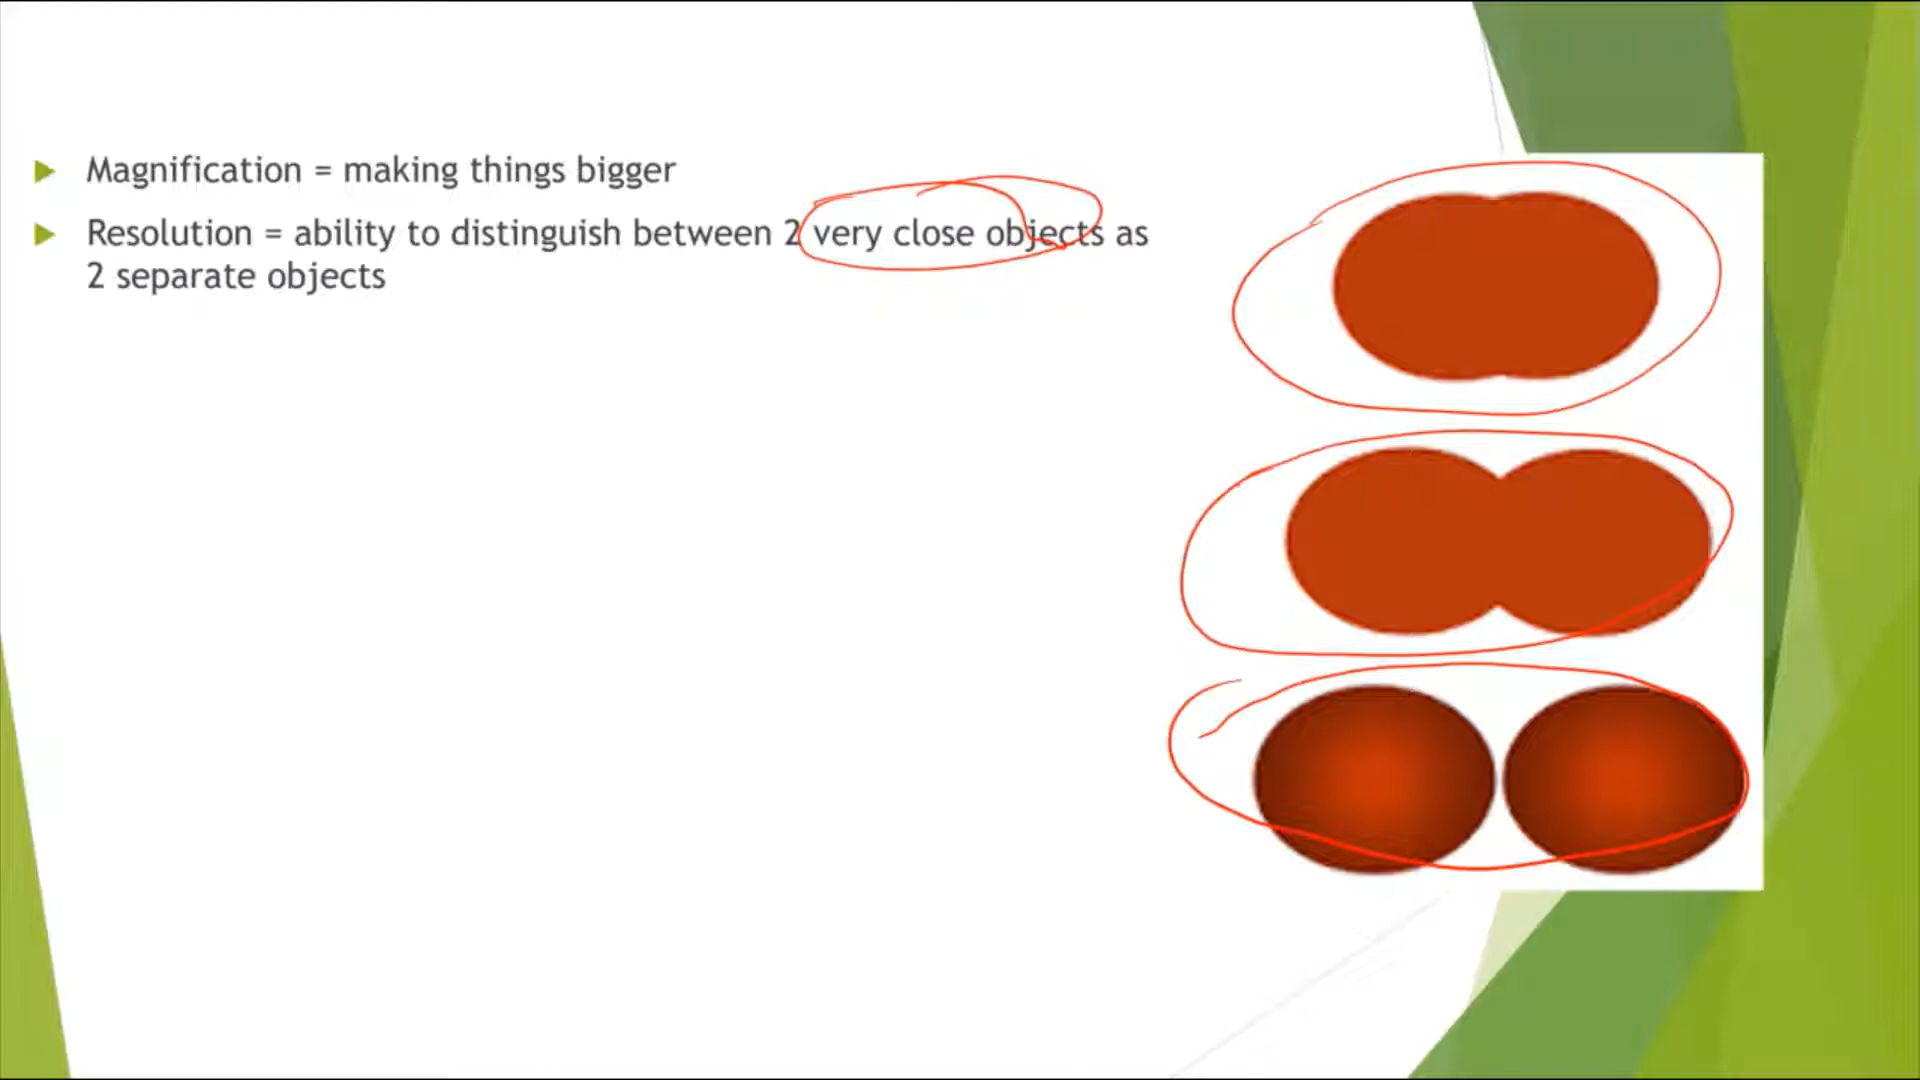 Magnification = making things bigger
Resolution = ability to distinguish between 2 very close objects as
2 separate objects